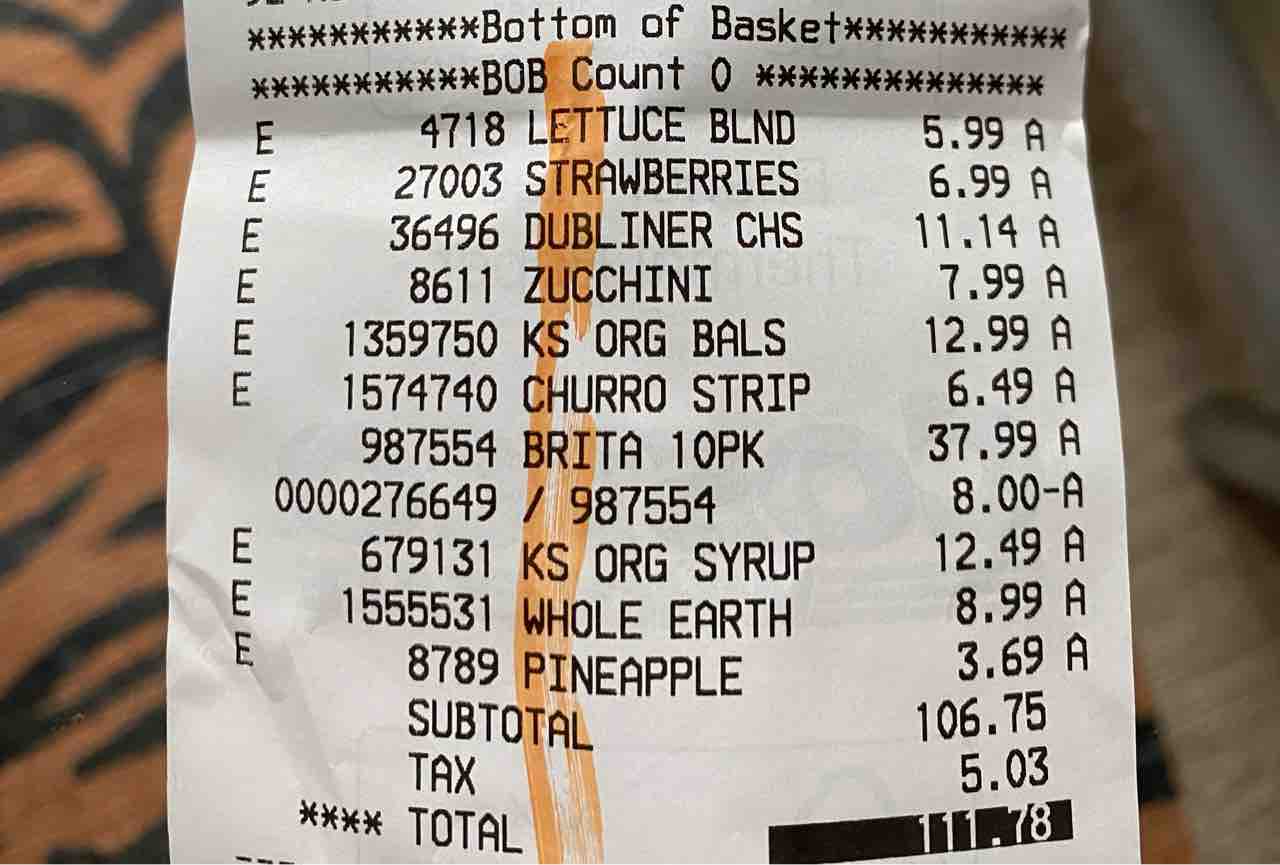 ***********Bottom of Basket***********
***********BOB Count 0 **************
E 4718 LETTUCE BLND 5.99 A
E 27003 STRAWBERRIES 6.99 A
E 36496 DUBLINER CHS 11.14 A
E 8611 ZUCCHINI 7.99 A
E 1359750 KS ORG BALS 12.99 A
E 1574740 CHURRO STRIP 6.49 A
987554 BRITA 10PK 37.99 A
0000276649 / 987554 8.00-A
E 679131 KS ORG SYRUP 12.49 A
E 1555531 WHOLE EARTH 8.99 A
E 8789 PINEAPPLE 3.69 A
SUBTOTAL 106.75
TAX 5.03
**** TOTAL 111.78